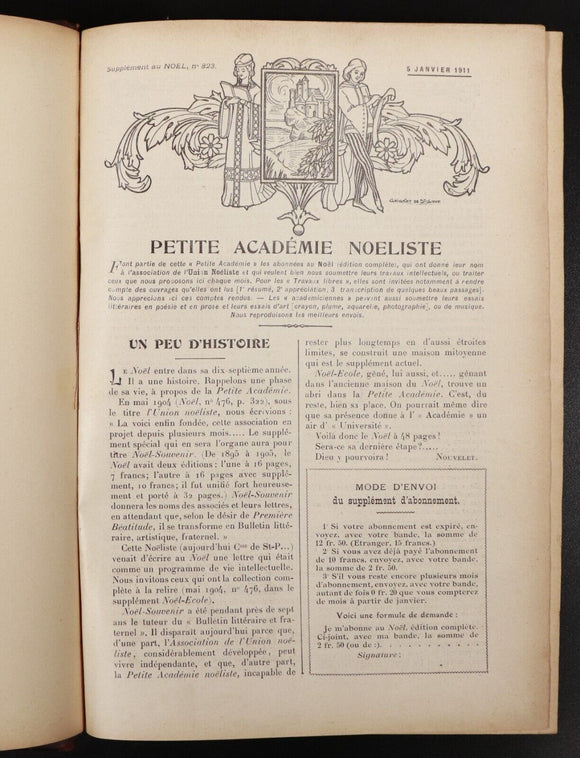 Supplément au NOËL, n° 823.
5 JANVIER 1911
PETITE ACADÉMIE NOELISTE
Font partie de cette « Petite Académie » les abonnées au Noël (édition complète), qui ont donné leur nom
à l'association de l'Union Noëliste et qui veulent bien nous soumettre leurs travaux intellectuels, ou traiter
ceux que nous proposons ici chaque mois. Pour les « Travaux libres », elles sont invitées notamment à rendre
compte des ouvrages qu'elles ont lus [1° résumé, 2° appréciation, 3° transcription de quelques beaux passages].
Nous apprécions ici ces comptes rendus. — Les « académiciennes » peuvent aussi soumettre leurs essais
littéraires en poésie et en prose et leurs essais d'art [crayon, plume, aquarelle, photographie], ou de musique.
Nous reproduisons les meilleurs envois.
UN PEU D'HISTOIRE
LE Noël entre dans sa dix-septième année.
Il a une histoire. Rappelons une phase
de sa vie, à propos de la Petite Académie.
En mai 1904 (Noël, n° 476, p. 322), sous
le titre l'Union noëliste, nous écrivions :
« La voici enfin fondée, cette association en
projet depuis plusieurs mois..... Le supplé-
ment spécial qui en sera l'organe aura pour
titre Noël-Souvenir. (De 1895 à 1905, le
Noël avait deux éditions : l'une à 16 pages,
7 francs; l'autre à 16 pages avec supplé-
ment, 10 francs; il fut unifié fort heureuse-
ment et porté à 32 pages.) Noël-Souvenir
donnera les noms des associés et leurs lettres,
en attendant que, selon le désir de Première
Béatitude, il se transforme en Bulletin litté-
raire, artistique, fraternel. »
Cette Noëliste (aujourd'hui Csse de St-P...)
venait d'écrire au Noël une lettre qui était
comme un programme de vie intellectuelle.
Nous invitons ceux qui ont la collection com-
plète à la relire (mai 1904, n° 476, dans le
supplément Noël-Ecole).
Noël-Souvenir a été pendant près de sept
ans le tuteur du « Bulletin littéraire et fra-
ternel ». Il disparaît aujourd'hui parce que,
d'une part, l'Association de l'Union noë-
liste, considérablement développée, peut
vivre indépendante, et que, d'autre part,
la Petite Académie noëliste, incapable de
rester plus longtemps en d'aussi étroites
limites, se construit une maison mitoyenne
qui est le supplément actuel.
Noël-Ecole, gêné, lui aussi, et..... gênant
dans l'ancienne maison du Noël, trouve un
abri dans la Petite Académie. C'est, du
reste, bien sa place. On pourrait même dire
que sa présence donne à l' « Académie » un
air d' « Université ».
Voilà donc le Noël à 48 pages!
Sera-ce sa dernière étape?.....
Dieu y pourvoira! NOUVELET.
MODE D'ENVOI
du supplément d'abonnement.
1° Si votre abonnement est expiré, en-
voyez, avec votre bande, la somme de
12 fr. 50. (Etranger, 15 francs.)
2° Si vous avez déjà payé l'abonnement
de 10 francs, envoyez, avec votre bande,
la somme de 2 fr. 50.
3° S'il vous reste encore plusieurs mois
d'abonnement, envoyez, avec votre bande,
autant de fois 0 fr. 20 que vous compterez
de mois à partir de janvier.
Voici une formule de demande :
Je m'abonne au Noël, édition complète.
Ci-joint, avec ma bande, la somme de
2 fr. 50 (ou de :). . . . . . . . . .
Signature :